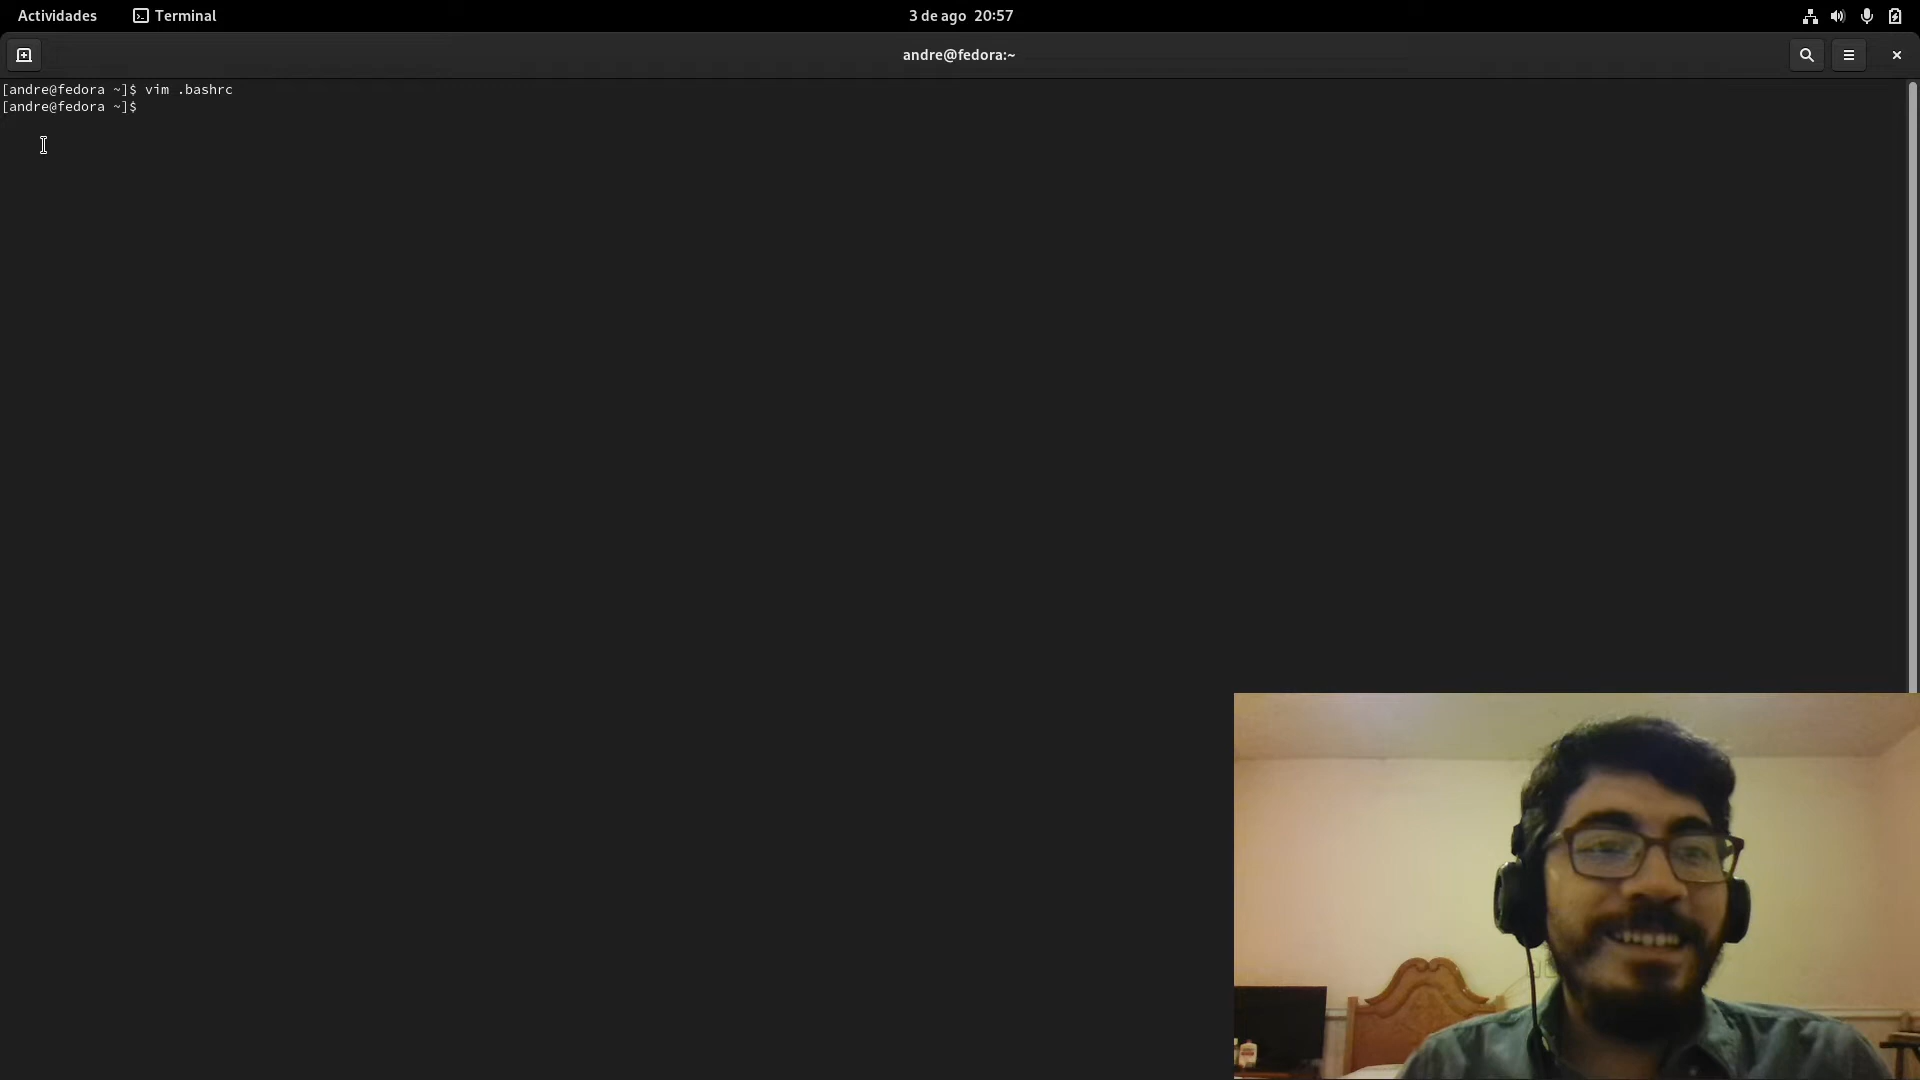 Actividades
Terminal
3 de ago 20:57
andre@fedora:~
[andre@fedora ~]$ vim .bashrc
[andre@fedora ~]$